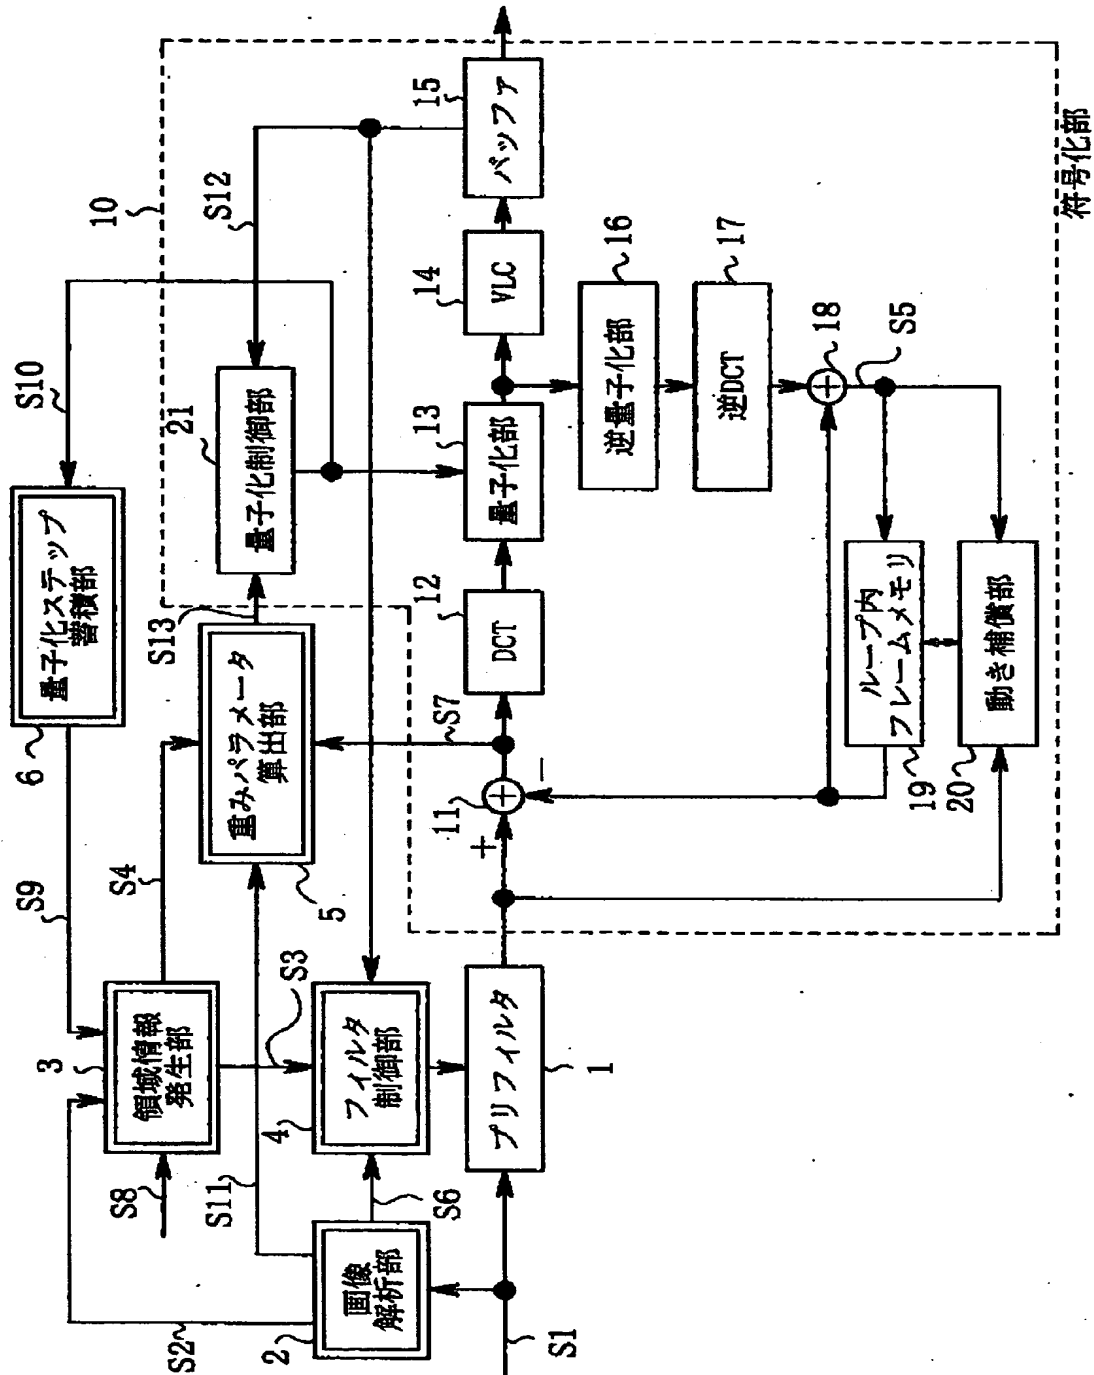 S1
S2
2
画像
解析部
S6
S11
S8
3
領域情報
発生部
S3
4
フィルタ
制御部
プリフィルタ
1
S9
S4
6
量子化ステップ
蓄積部
5
重みパラメータ
算出部
S13
S7
S10
10
S12
21
量子化制御部
+
11
−
12
DCT
13
量子化部
14
VLC
15
バッファ
16
逆量子化部
17
逆DCT
18
S5
ループ内
フレームメモリ
19
動き補償部
20
符号化部